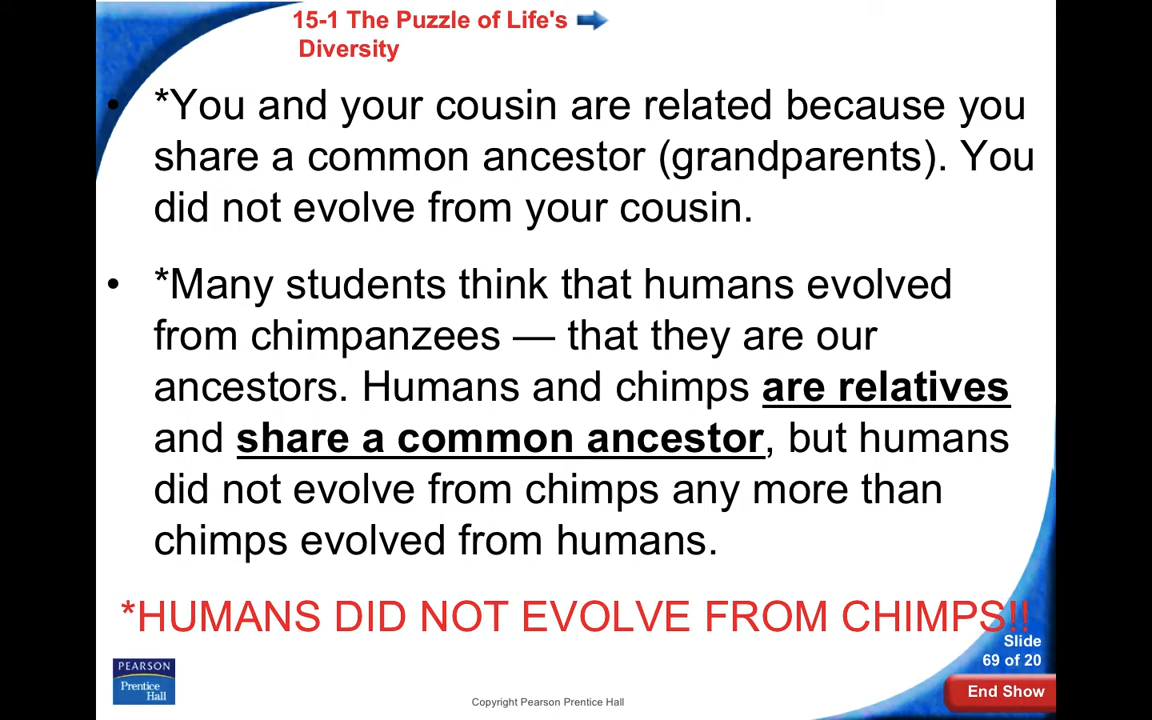 15-1 The Puzzle of Life's
Diversity
• *You and your cousin are related because you
share a common ancestor (grandparents). You
did not evolve from your cousin.
• *Many students think that humans evolved
from chimpanzees — that they are our
ancestors. Humans and chimps are relatives
and share a common ancestor, but humans
did not evolve from chimps any more than
chimps evolved from humans.
*HUMANS DID NOT EVOLVE FROM CHIMPS!!
Slide
69 of 20
End Show
PEARSON
Prentice
Hall
Copyright Pearson Prentice Hall